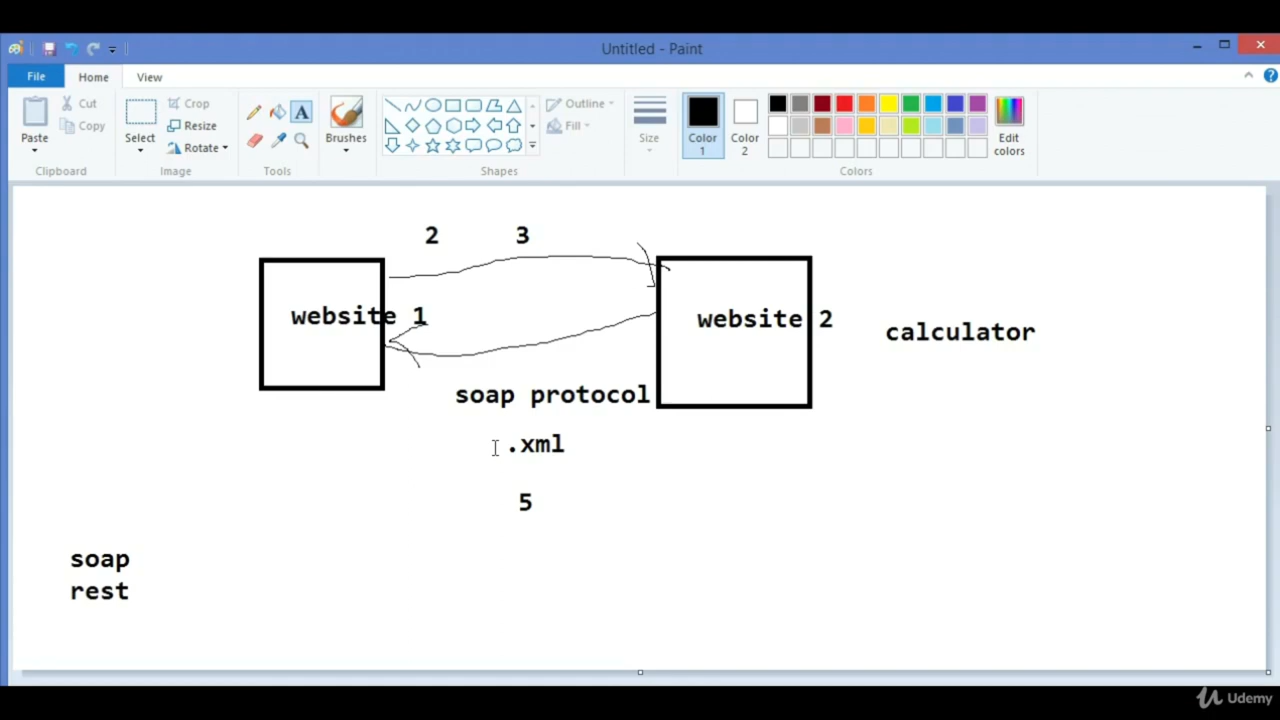 Untitled - Paint
File Home View
Paste
Cut
Copy
Clipboard
Select
Crop
Resize
Rotate
Image
A
Tools
Brushes
Outline
Fill
Shapes
Size
Color 1
Color 2
Edit colors
Colors
2 3
website 1
website 2
calculator
soap protocol
.xml
5
soap
rest
Udemy